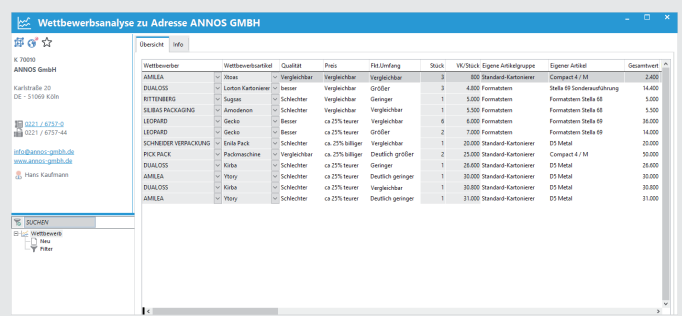 Wettbewerbsanalyse zu Adresse ANNOS GMBH
K 70010
ANNOS GmbH
Karlstraße 20
DE - 51069 Köln
0221 / 6757-0
0221 / 6757-44
info@annos-gmbh.de
www.annos-gmbh.de
Hans Kaufmann
SUCHEN
Wettbewerb
Neu
Filter
Übersicht Info
Wettbewerber Wettbewerbsartikel Qualität Preis Fkt.Umfang Stück VK/Stück Eigene Artikelgruppe Eigener Artikel Gesamtwert
AMILEA Xtoas Vergleichbar Vergleichbar Vergleichbar 3 800 Standard-Kartonierer Compact 4 / M 2.400
DUALOSS Lorton Kartonierer besser Vergleichbar Größer 3 4.800 Formatstern Stella 69 Sonderausführung 14.400
RITTENBERG Sugsas Schlechter Vergleichbar Geringer 1 5.000 Formatstern Formatstern Stella 68 5.000
SILIBAS PACKAGING Amodenon Schlechter Vergleichbar Vergleichbar 1 5.500 Formatstern Formatstern Stella 69 5.500
LEOPARD Gecko Besser ca 25% teurer Vergleichbar 6 6.000 Formatstern Formatstern Stella 69 36.000
LEOPARD Gecko Besser ca 25% teurer Größer 2 7.000 Formatstern Formatstern Stella 69 14.000
SCHNEIDER VERPACKUNG Enila Pack Schlechter ca. 25% billiger Vergleichbar 1 20.000 Standard-Kartonierer D5 Metal 20.000
PICK PACK Packmaschine Vergleichbar ca. 25% billiger Deutlich größer 2 25.000 Standard-Kartonierer Compact 4 / M 50.000
DUALOSS Kirba Schlechter ca 25% teurer Geringer 1 26.600 Standard-Kartonierer D5 Metal 26.600
AMILEA Ytory Schlechter ca 25% teurer Deutlich geringer 1 30.000 Standard-Kartonierer D5 Metal 30.000
DUALOSS Kirba Schlechter ca 25% teurer Vergleichbar 1 30.800 Standard-Kartonierer D5 Metal 30.800
AMILEA Ytory Schlechter ca 25% teurer Deutlich geringer 1 31.000 Standard-Kartonierer D5 Metal 31.000